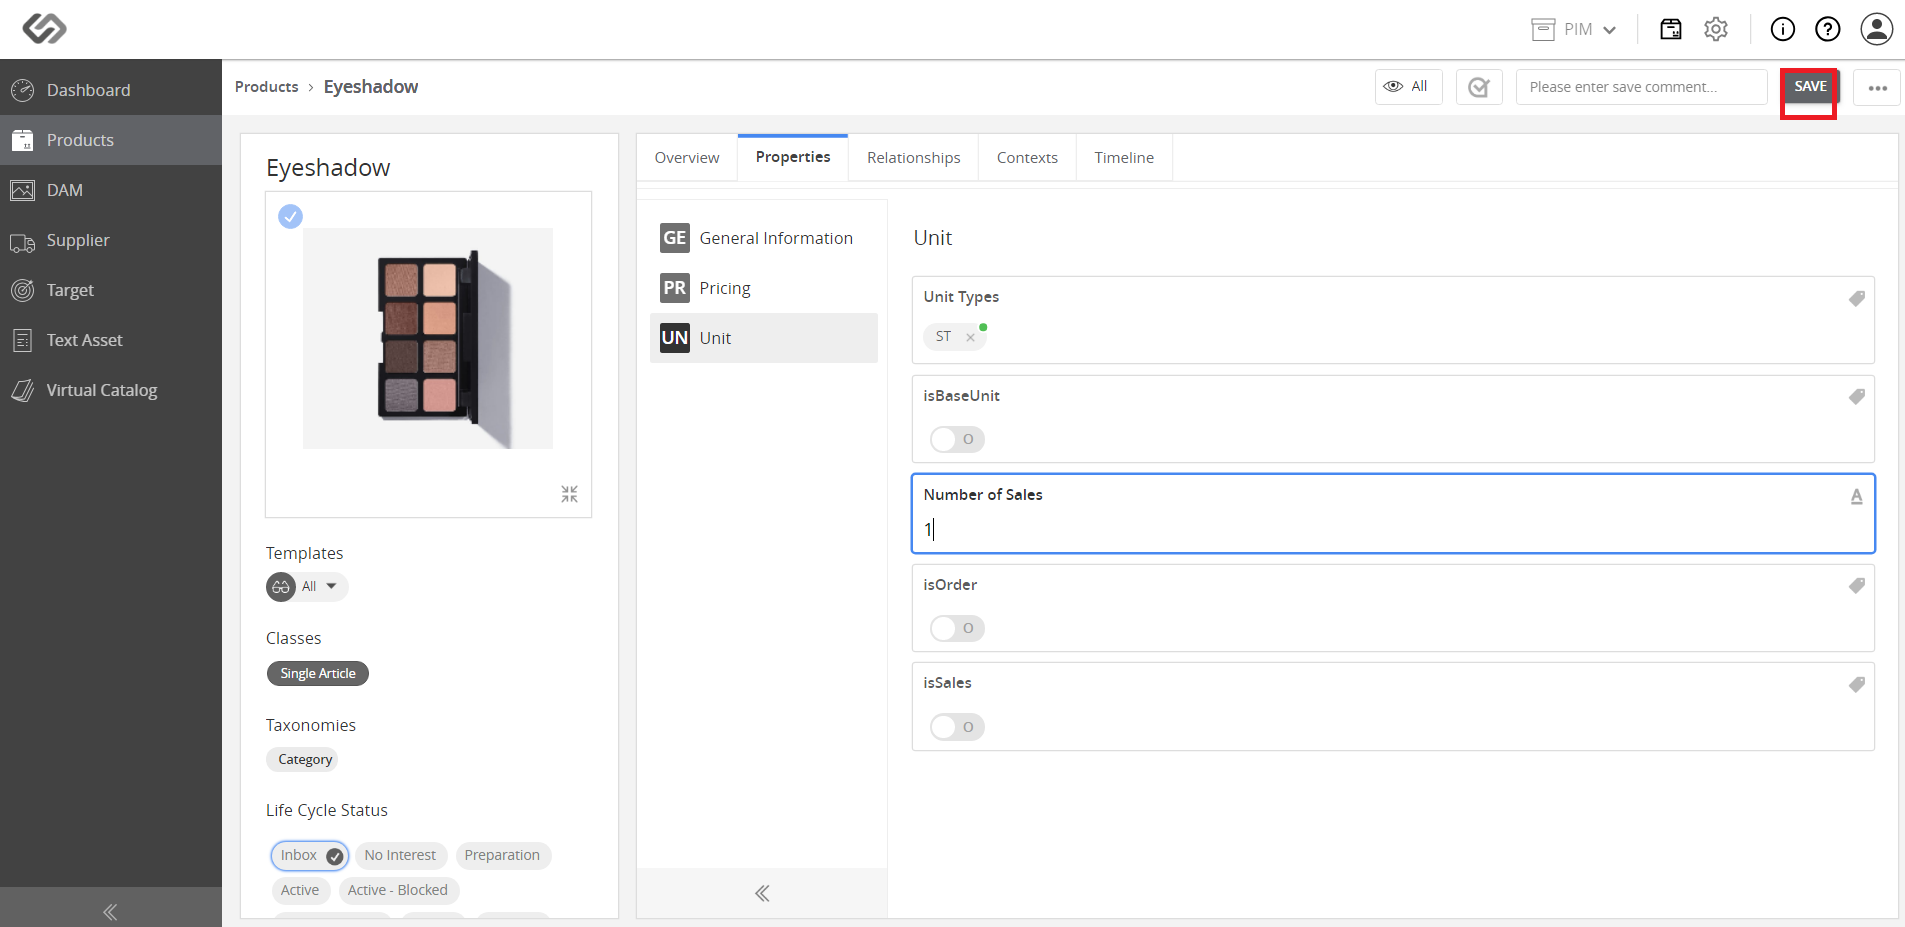 PIM
Products › Eyeshadow
All
Please enter save comment...
SAVE
Dashboard
Products
DAM
Supplier
Target
Text Asset
Virtual Catalog
Eyeshadow
Templates
All
Classes
Single Article
Taxonomies
Category
Life Cycle Status
Inbox No Interest Preparation
Active Active - Blocked
Overview Properties Relationships Contexts Timeline
GE General Information
PR Pricing
UN Unit
Unit
Unit Types
ST
isBaseUnit
O
Number of Sales
A
1
isOrder
O
isSales
O